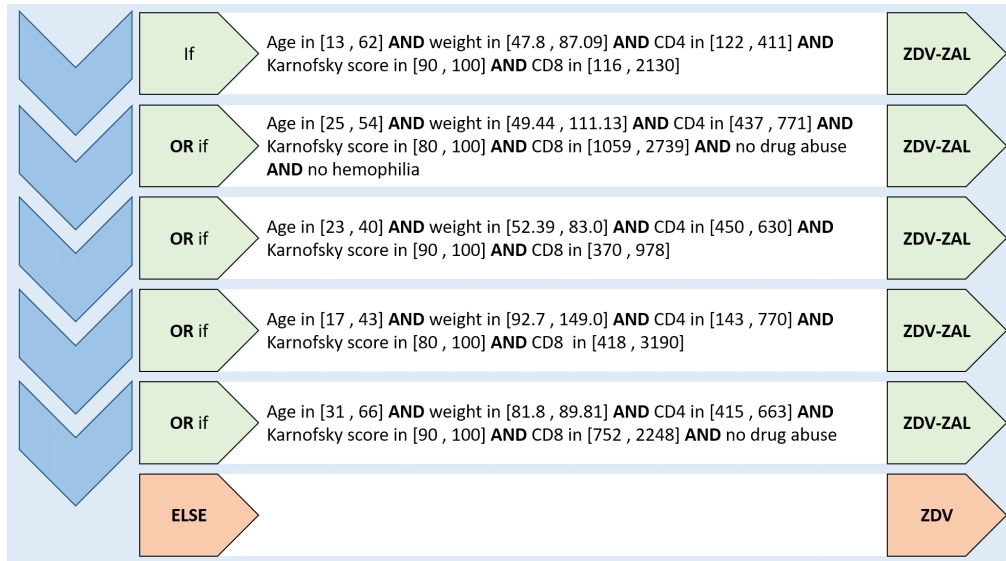 If
Age in [13 , 62] AND weight in [47.8 , 87.09] AND CD4 in [122 , 411] AND
Karnofsky score in [90 , 100] AND CD8 in [116 , 2130]
ZDV-ZAL
OR if
Age in [25 , 54] AND weight in [49.44 , 111.13] AND CD4 in [437 , 771] AND
Karnofsky score in [80 , 100] AND CD8 in [1059 , 2739] AND no drug abuse
AND no hemophilia
ZDV-ZAL
OR if
Age in [23 , 40] AND weight in [52.39 , 83.0] AND CD4 in [450 , 630] AND
Karnofsky score in [90 , 100] AND CD8 in [370 , 978]
ZDV-ZAL
OR if
Age in [17 , 43] AND weight in [92.7 , 149.0] AND CD4 in [143 , 770] AND
Karnofsky score in [80 , 100] AND CD8 in [418 , 3190]
ZDV-ZAL
OR if
Age in [31 , 66] AND weight in [81.8 , 89.81] AND CD4 in [415 , 663] AND
Karnofsky score in [90 , 100] AND CD8 in [752 , 2248] AND no drug abuse
ZDV-ZAL
ELSE
ZDV